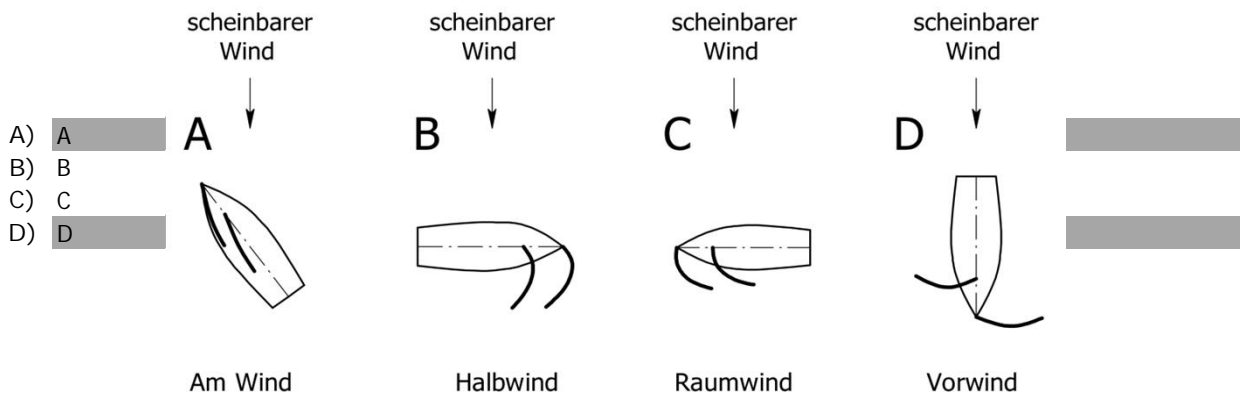 scheinbarer scheinbarer scheinbarer scheinbarer
Wind Wind Wind Wind
A) A
B) B
C) C
D) D
A B C D
Am Wind Halbwind Raumwind Vorwind